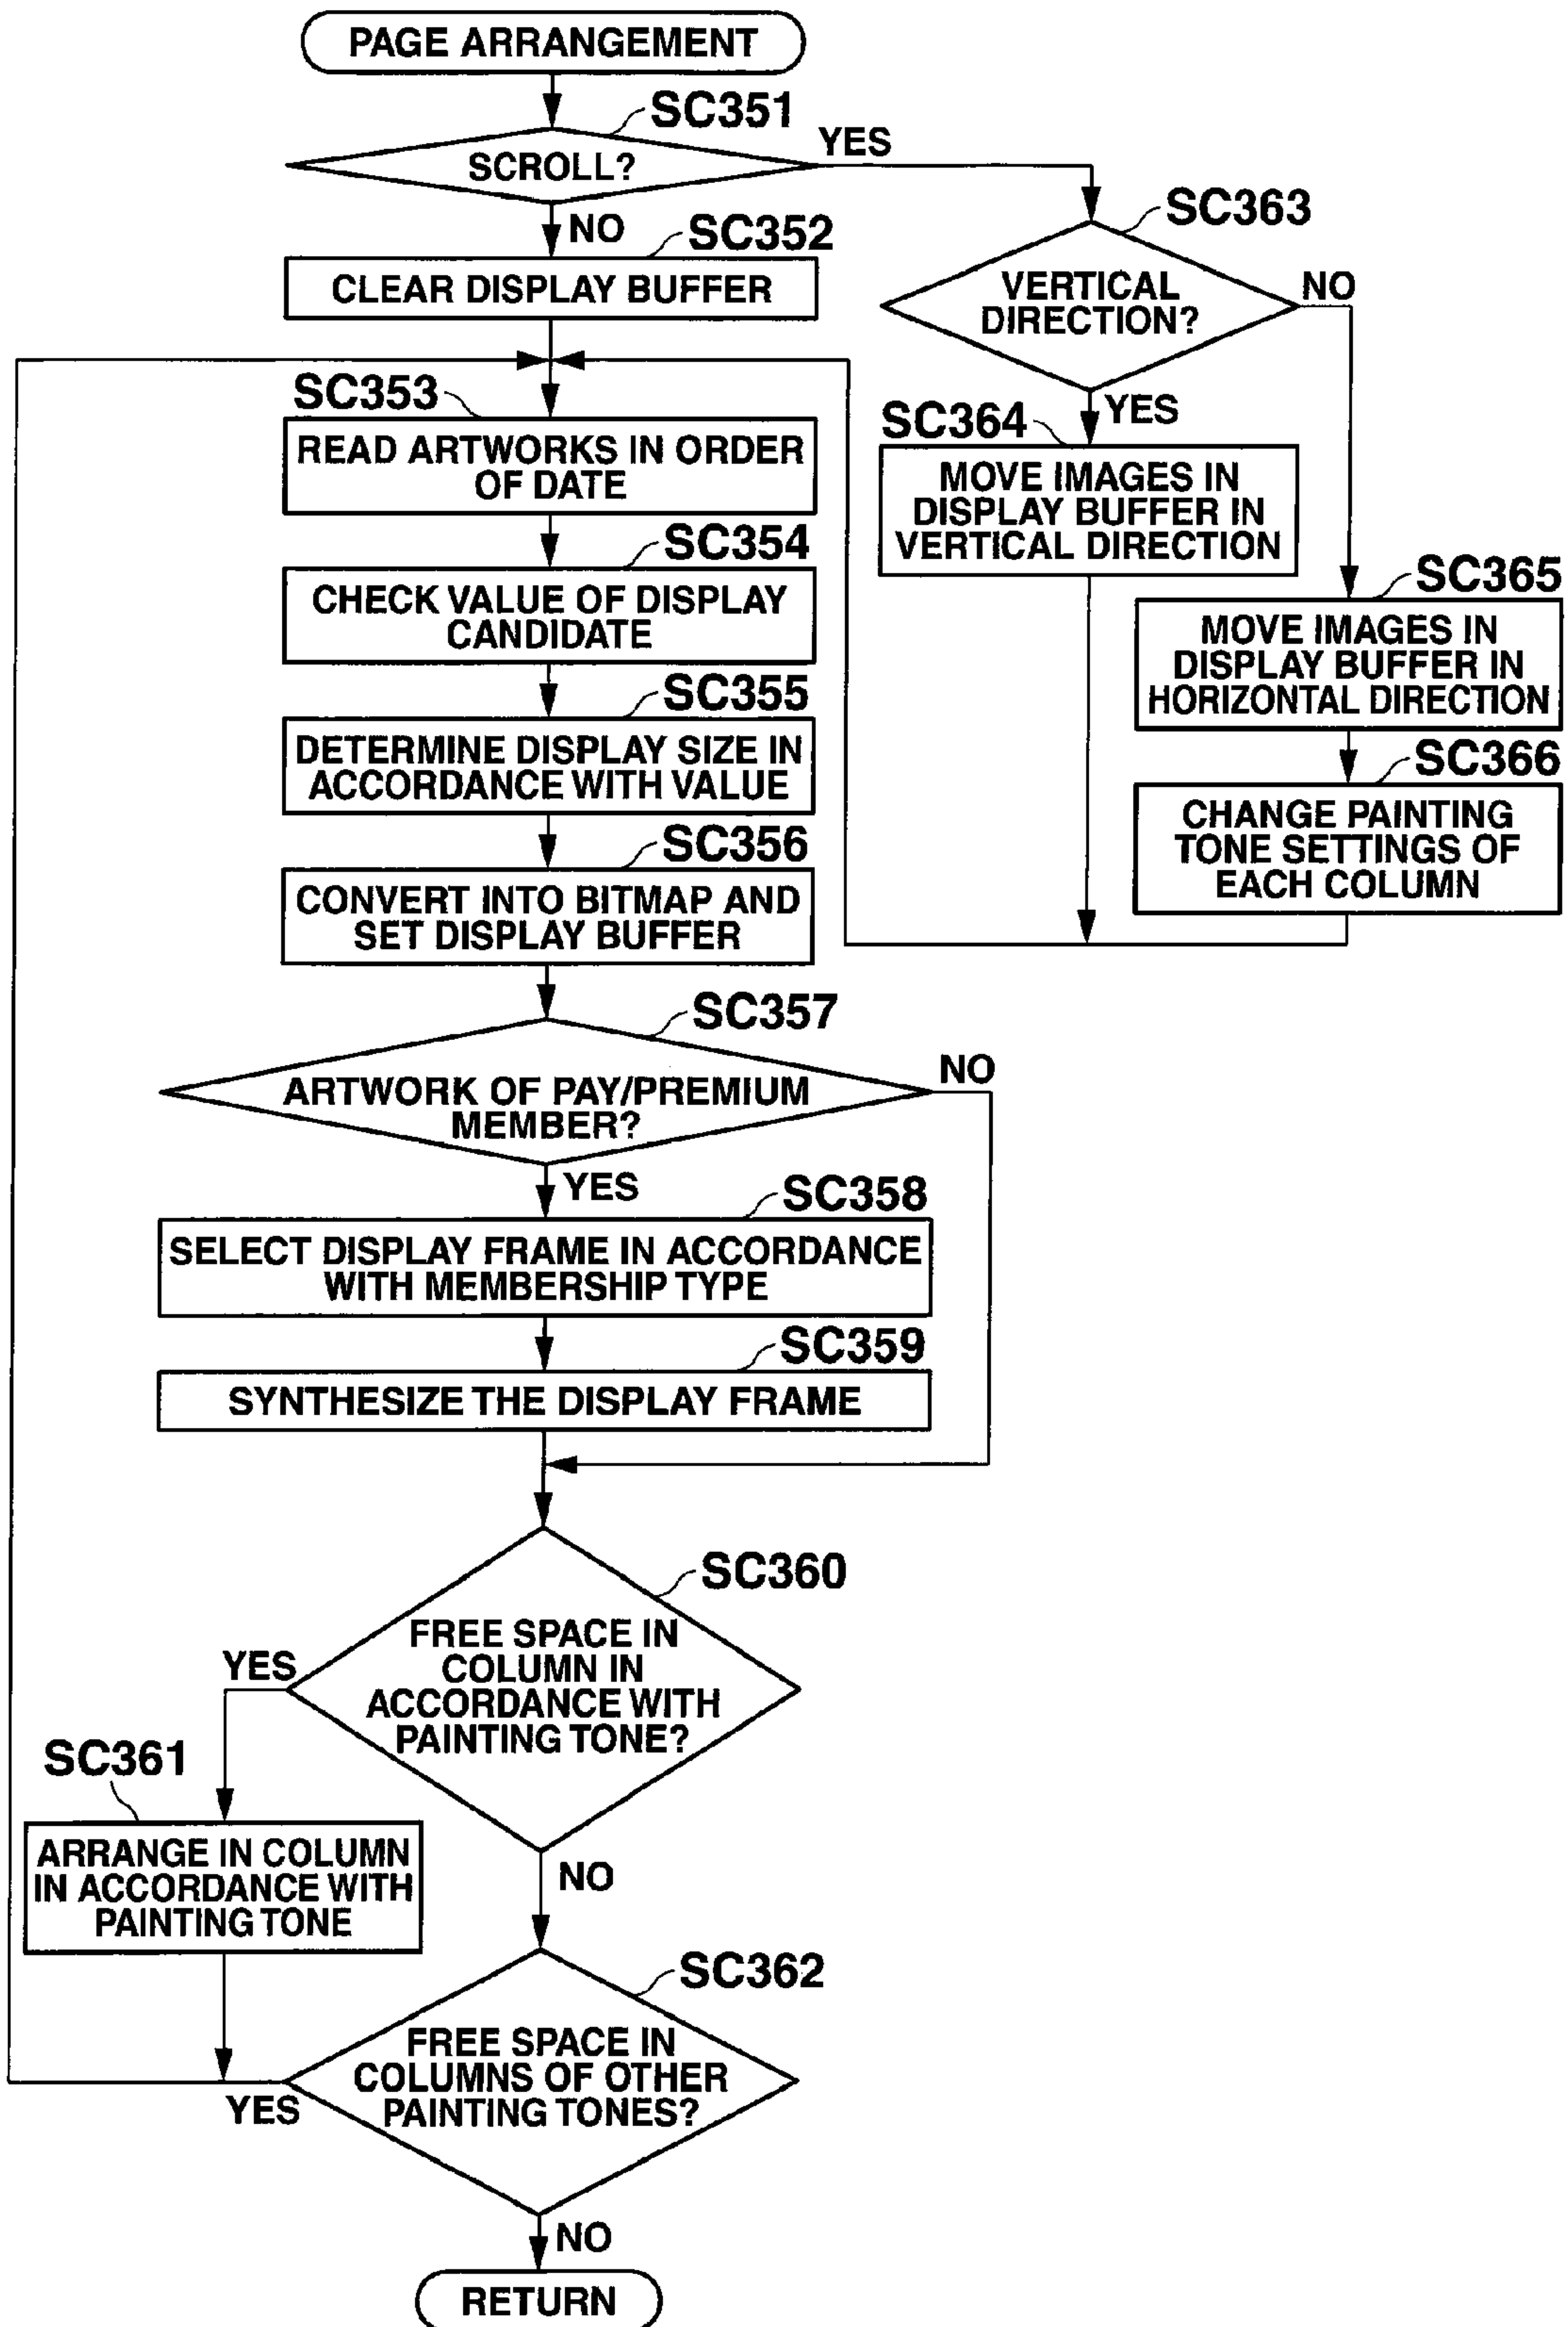 PAGE ARRANGEMENT
SC351
SCROLL?
YES
NO
SC352
CLEAR DISPLAY BUFFER
SC353
READ ARTWORKS IN ORDER
OF DATE
SC354
CHECK VALUE OF DISPLAY
CANDIDATE
SC355
DETERMINE DISPLAY SIZE IN
ACCORDANCE WITH VALUE
SC356
CONVERT INTO BITMAP AND
SET DISPLAY BUFFER
SC357
ARTWORK OF PAY/PREMIUM
MEMBER?
NO
YES
SC358
SELECT DISPLAY FRAME IN ACCORDANCE
WITH MEMBERSHIP TYPE
SC359
SYNTHESIZE THE DISPLAY FRAME
SC360
FREE SPACE IN
COLUMN IN
ACCORDANCE WITH
PAINTING TONE?
YES
NO
SC361
ARRANGE IN COLUMN
IN ACCORDANCE WITH
PAINTING TONE
SC362
FREE SPACE IN
COLUMNS OF OTHER
PAINTING TONES?
YES
NO
RETURN
SC363
VERTICAL
DIRECTION?
NO
YES
SC364
MOVE IMAGES IN
DISPLAY BUFFER IN
VERTICAL DIRECTION
SC365
MOVE IMAGES IN
DISPLAY BUFFER IN
HORIZONTAL DIRECTION
SC366
CHANGE PAINTING
TONE SETTINGS OF
EACH COLUMN